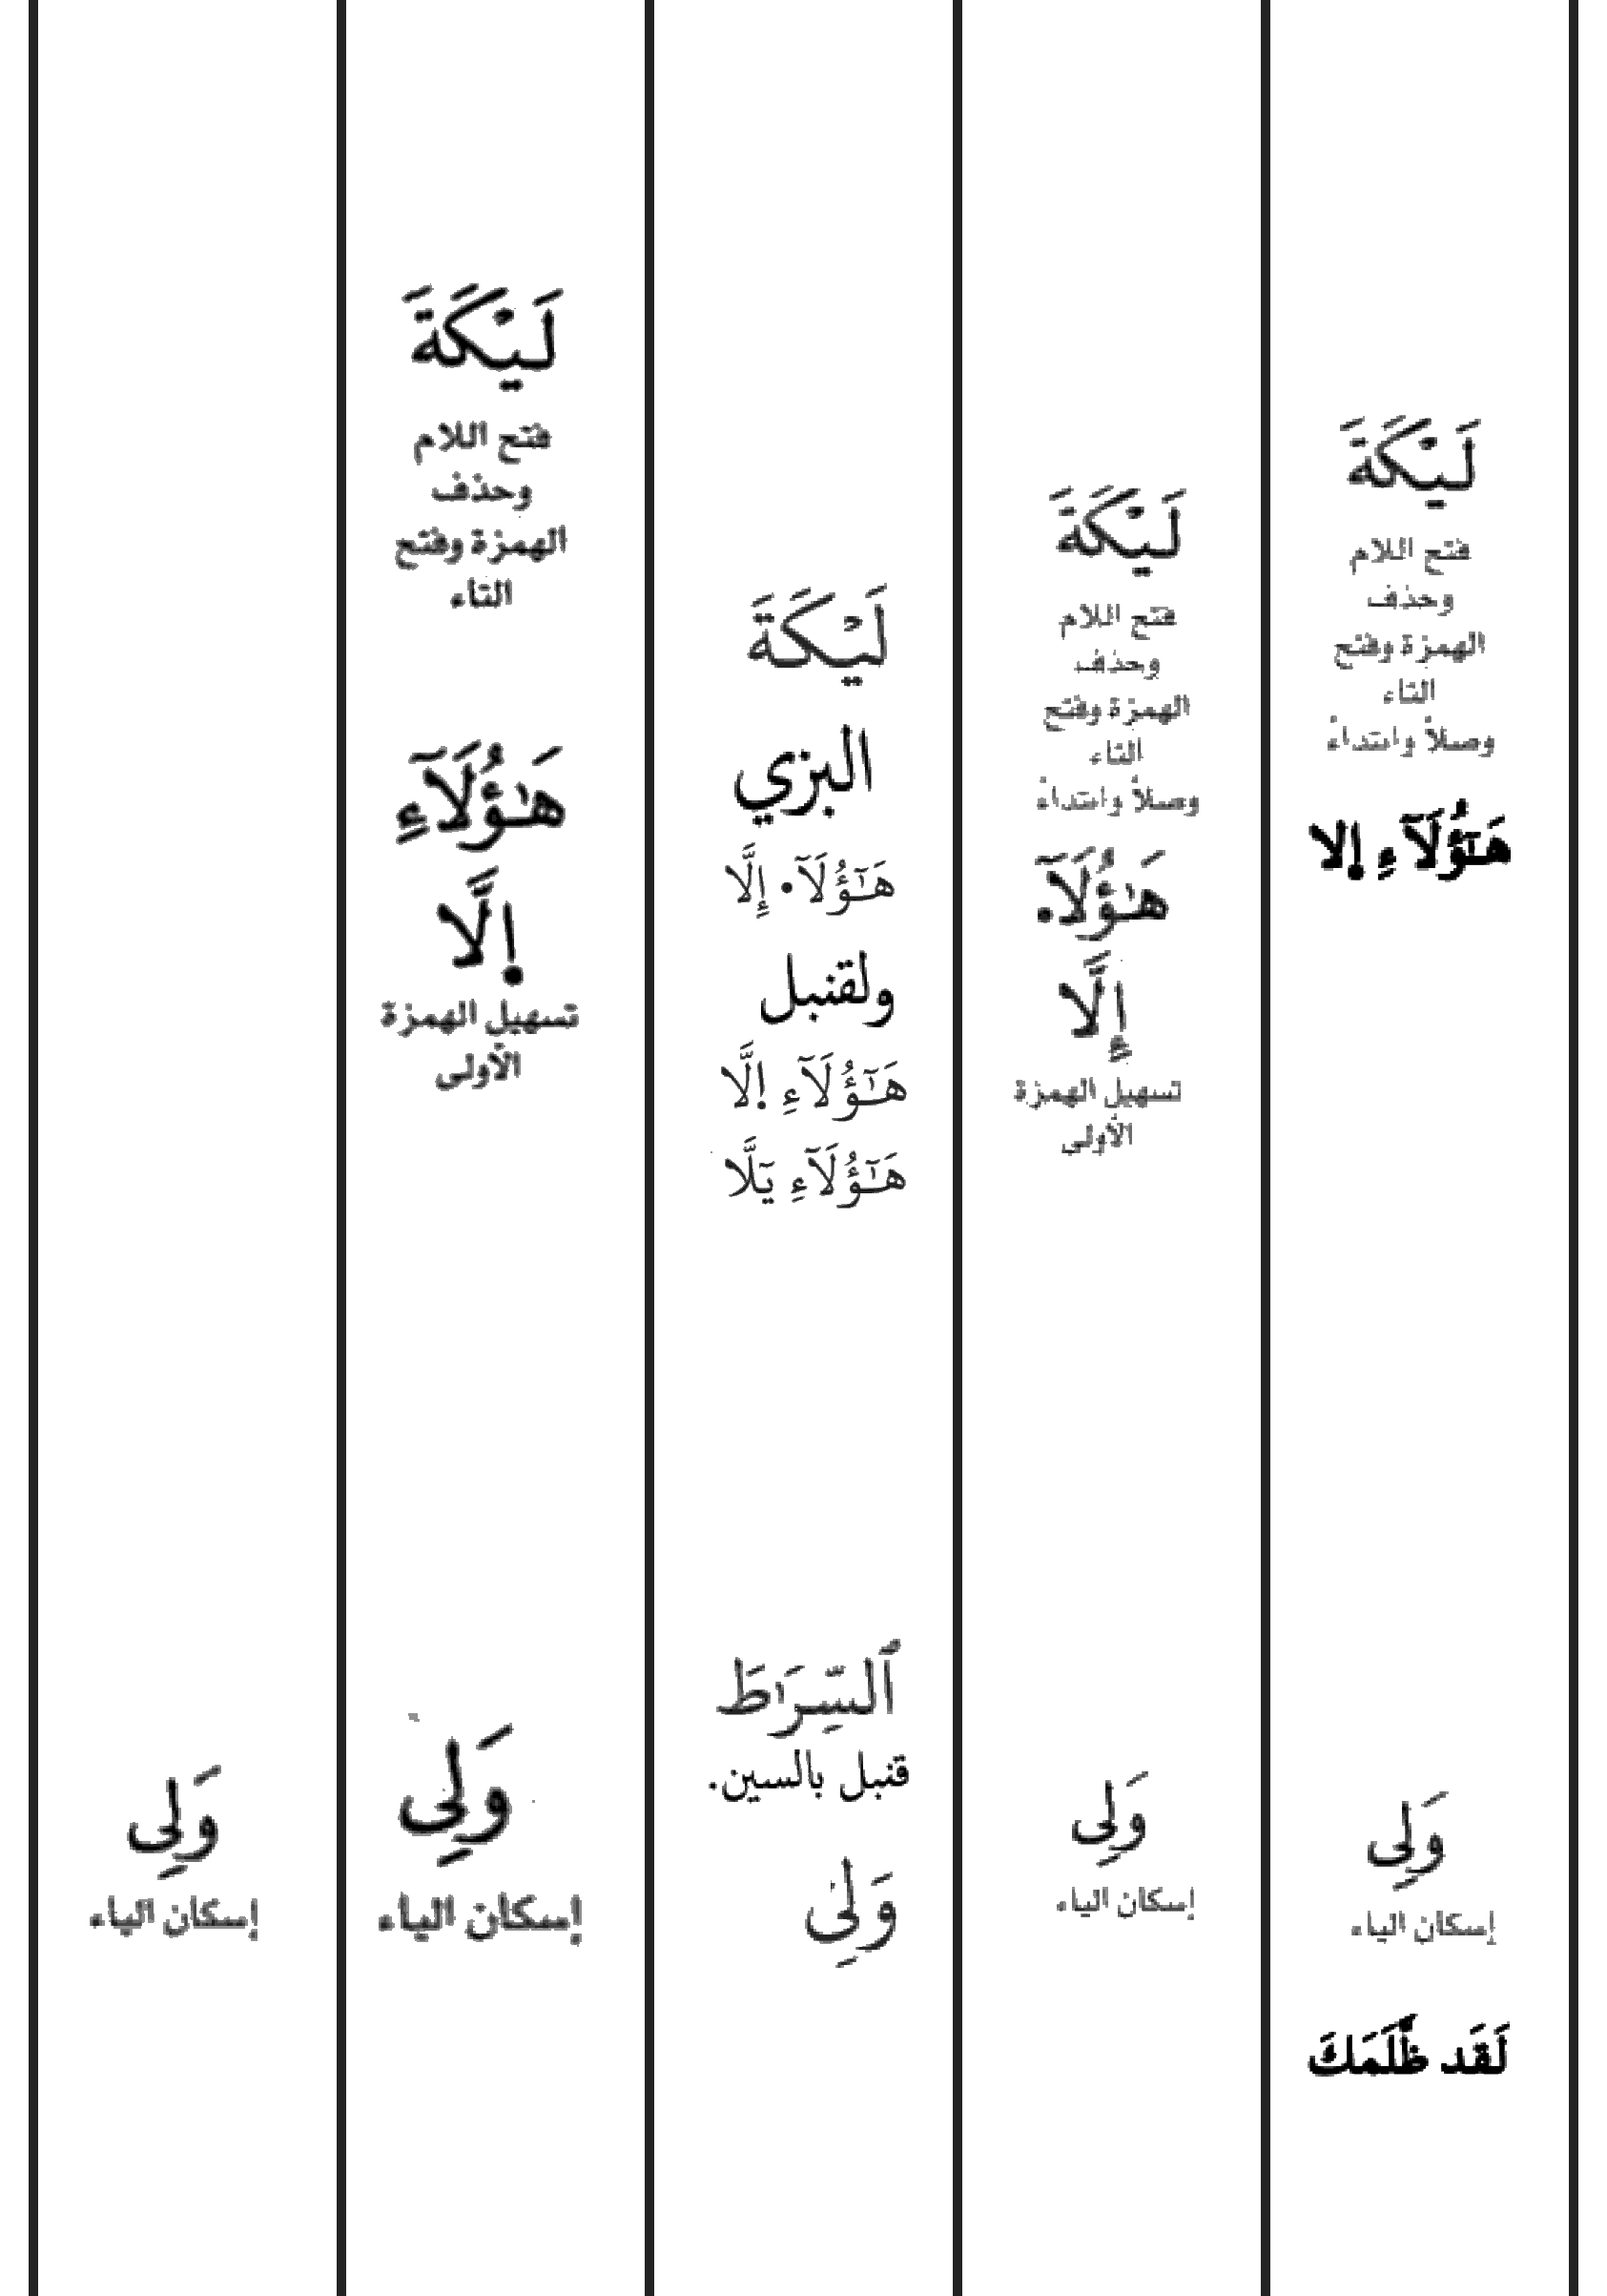 لَيْكَةَ
فتح اللام
وحذف
الهمزة وفتح
التاء
وصلاً وابتداءً
هَٰٓؤُلَآءِ اِلا
وَلِى
إسكان الياء
لَقَد ظَّلَمَكَ
لَيْكَةَ
فتح اللام
وحذف
الهمزة وفتح
التاء
وصلاً وابتداءً
هَٰٓؤُلَآ•
إِلَّا
تسهيل الهمزة
الأولى
وَلِى
إسكان الياء
لَيْكَةَ
البزي
هَٰٓؤُلَآ• إِلَّا
ولقنبل
هَٰٓؤُلَآءِ اِلَّا
هَٰٓؤُلَآءِ يَٓلَّا
ٱلسِّرَٰطَ
قنبل بالسين.
وَلِى
لَيْكَةَ
فتح اللام
وحذف
الهمزة وفتح
التاء
هَٰٓؤُلَآءِ
اِلَّا
تسهيل الهمزة
الأولى
وَلِى
إسكان الياء
وَلِى
إسكان الياء